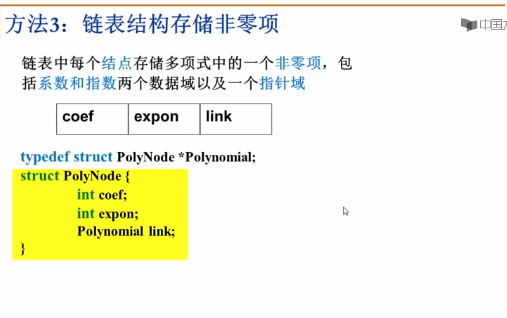 方法3：链表结构存储非零项
中国
链表中每个结点存储多项式中的一个非零项，包
括系数和指数两个数据域以及一个指针域
coef expon link
typedef struct PolyNode *Polynomial;
struct PolyNode {
int coef;
int expon;
Polynomial link;
}